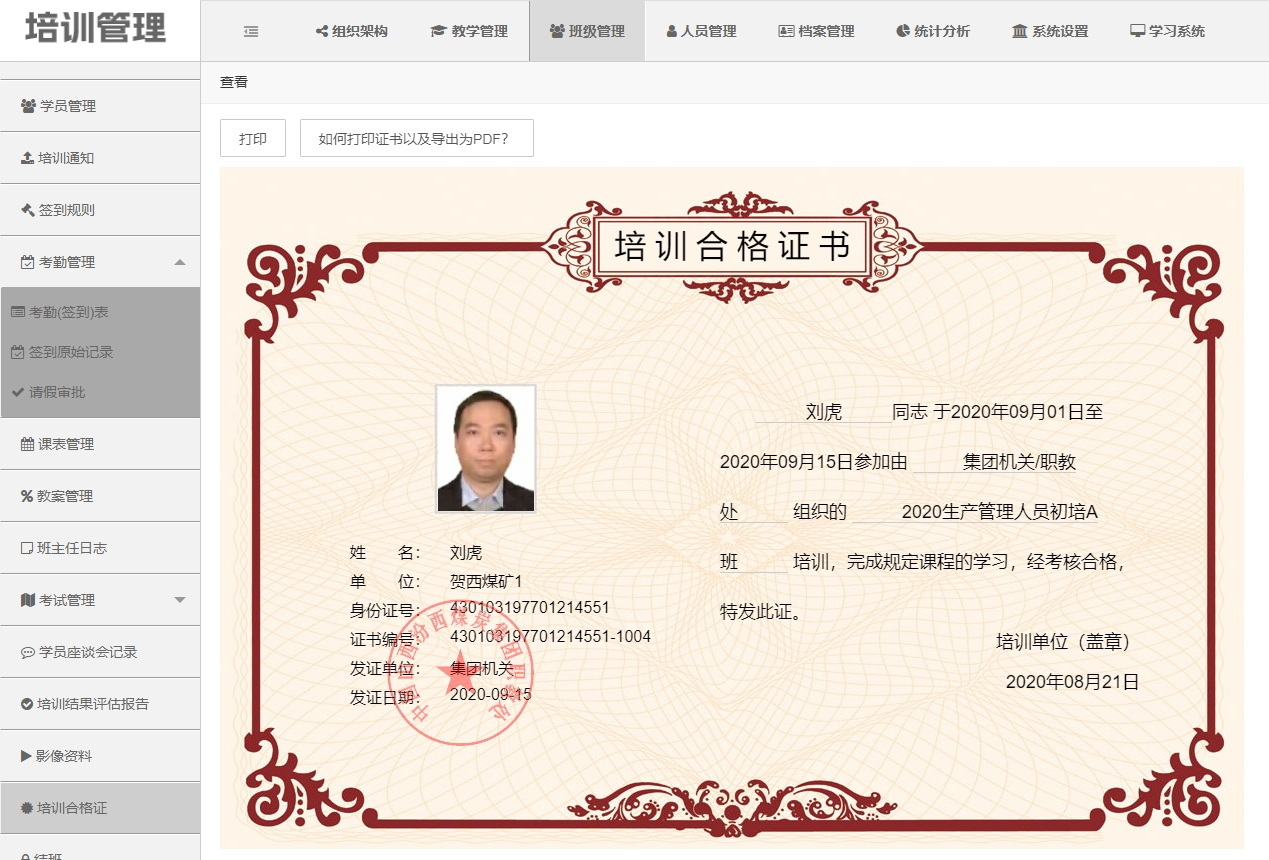 培训管理
组织架构 教学管理 班级管理 人员管理 档案管理 统计分析 系统设置 学习系统
查看
学员管理
培训通知
签到规则
考勤管理
考勤(签到)表
签到原始记录
请假审批
课表管理
教案管理
班主任日志
考试管理
学员座谈会记录
培训结果评估报告
影像资料
培训合格证
结班
打印 如何打印证书以及导出为PDF?
培训合格证书
刘虎 同志 于2020年09月01日至
2020年09月15日参加由 集团机关/职教
处 组织的 2020生产管理人员初培A
班 培训，完成规定课程的学习，经考核合格，
特发此证。
培训单位（盖章）
2020年08月21日
姓 名： 刘虎
单 位： 贺西煤矿1
身份证号： 430103197701214551
证书编号： 430103197701214551-1004
发证单位： 集团机关
发证日期： 2020-09-15